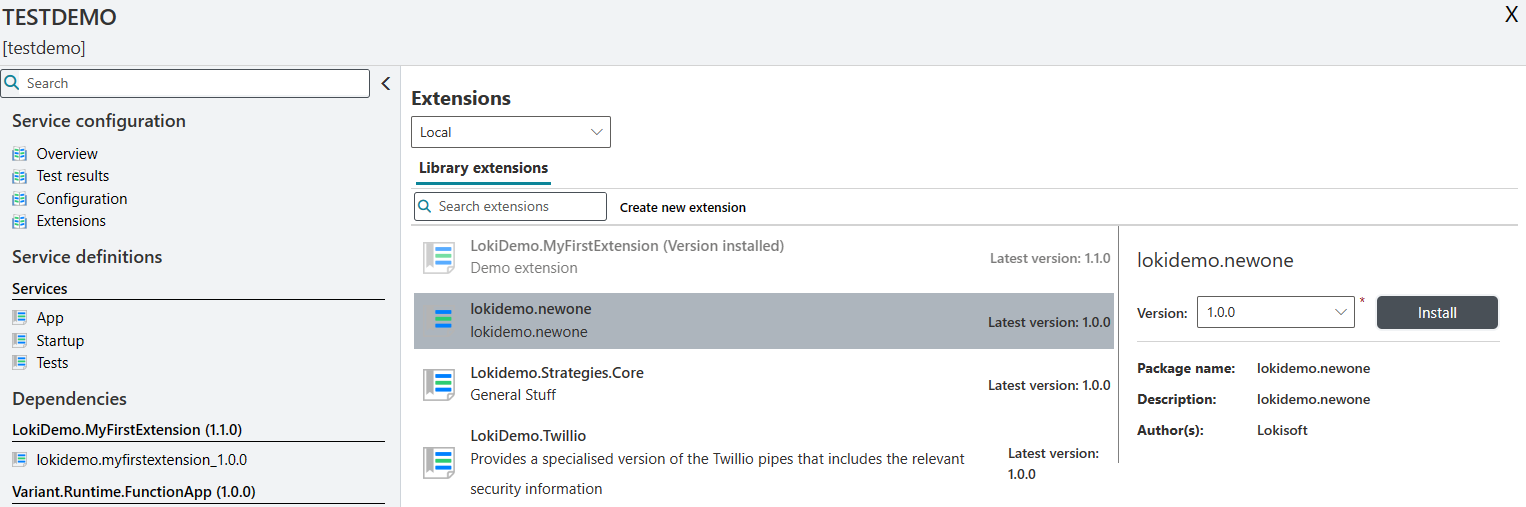 TESTDEMO
X
[testdemo]
Search
Service configuration
Overview
Test results
Configuration
Extensions
Service definitions
Services
App
Startup
Tests
Dependencies
LokiDemo.MyFirstExtension (1.1.0)
lokidemo.myfirstextension_1.0.0
Variant.Runtime.FunctionApp (1.0.0)
Extensions
Local
Library extensions
Search extensions
Create new extension
LokiDemo.MyFirstExtension (Version installed)
Demo extension
Latest version: 1.1.0
lokidemo.newone
lokidemo.newone
Latest version: 1.0.0
Lokidemo.Strategies.Core
General Stuff
Latest version: 1.0.0
LokiDemo.Twillio
Provides a specialised version of the Twillio pipes that includes the relevant
security information
Latest version:
1.0.0
lokidemo.newone
Version: 1.0.0 * Install
Package name: lokidemo.newone
Description: lokidemo.newone
Author(s): Lokisoft